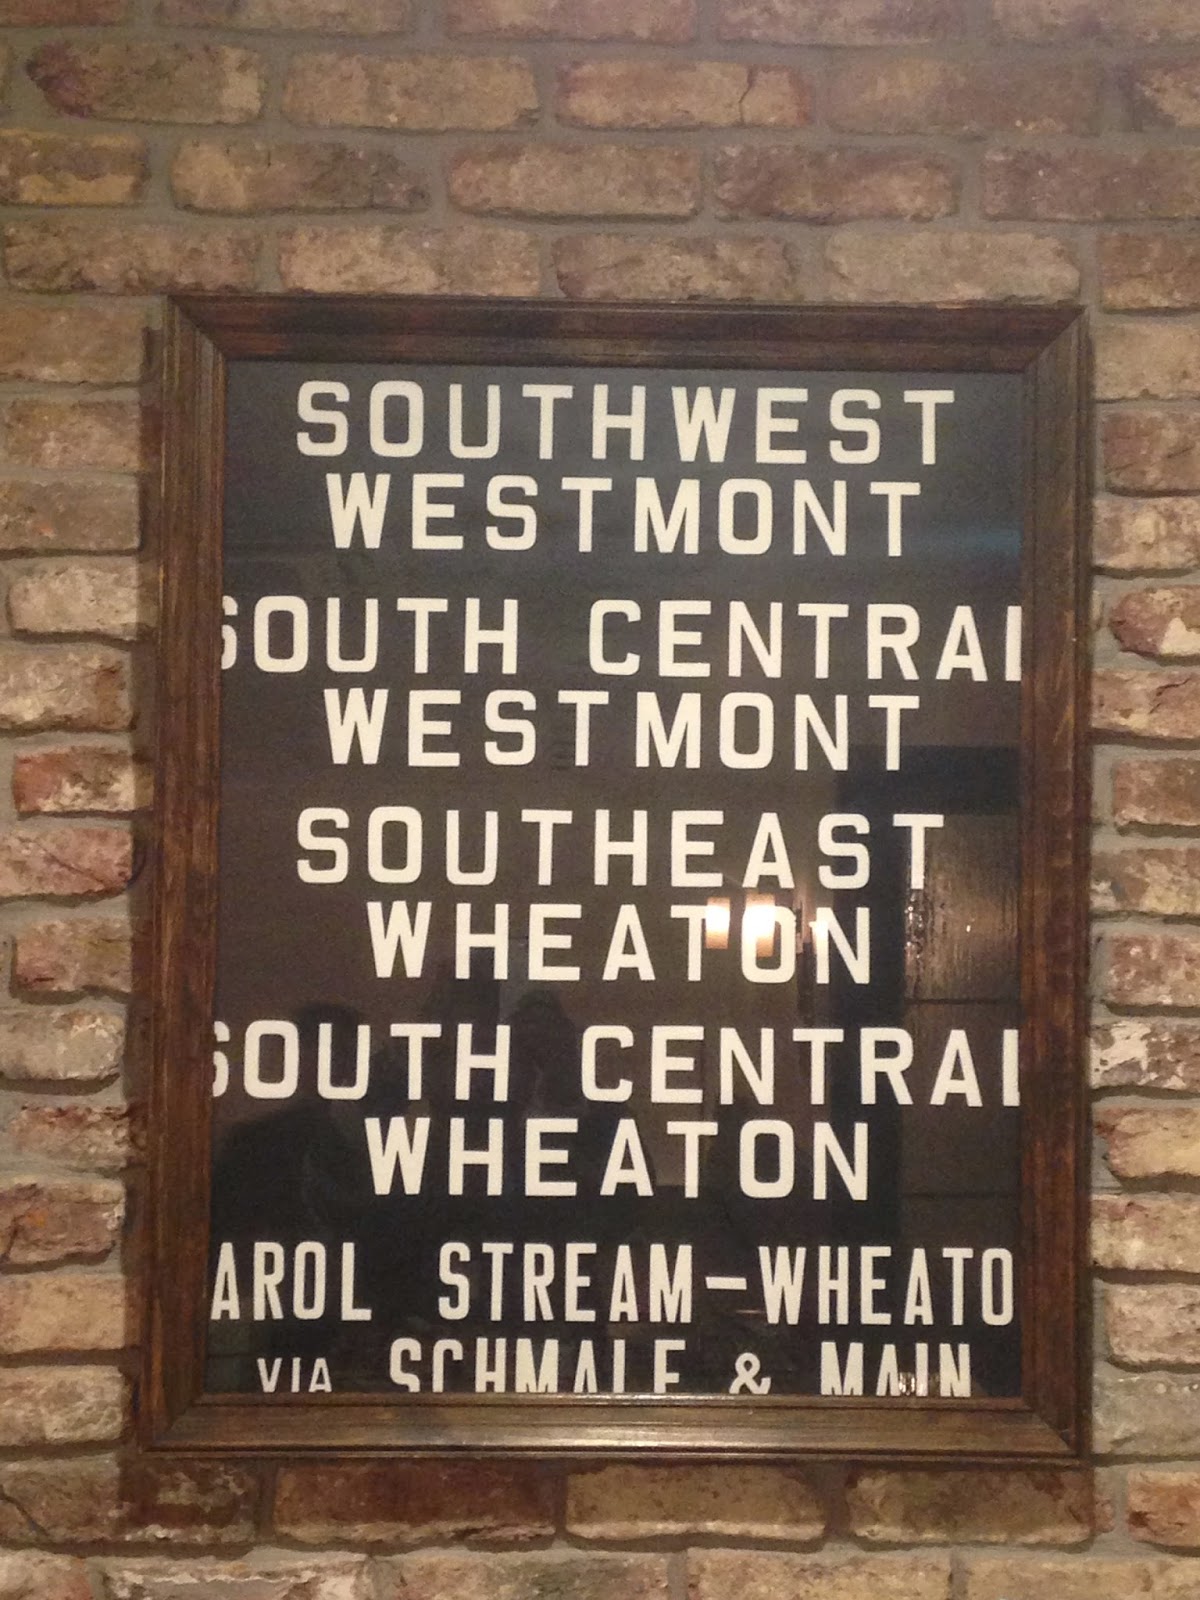 SOUTHWEST
WESTMONT
SOUTH CENTRAL
WESTMONT
SOUTHEAST
WHEATON
SOUTH CENTRAL
WHEATON
AROL STREAM-WHEATO
VIA SCHMALE & MAIN